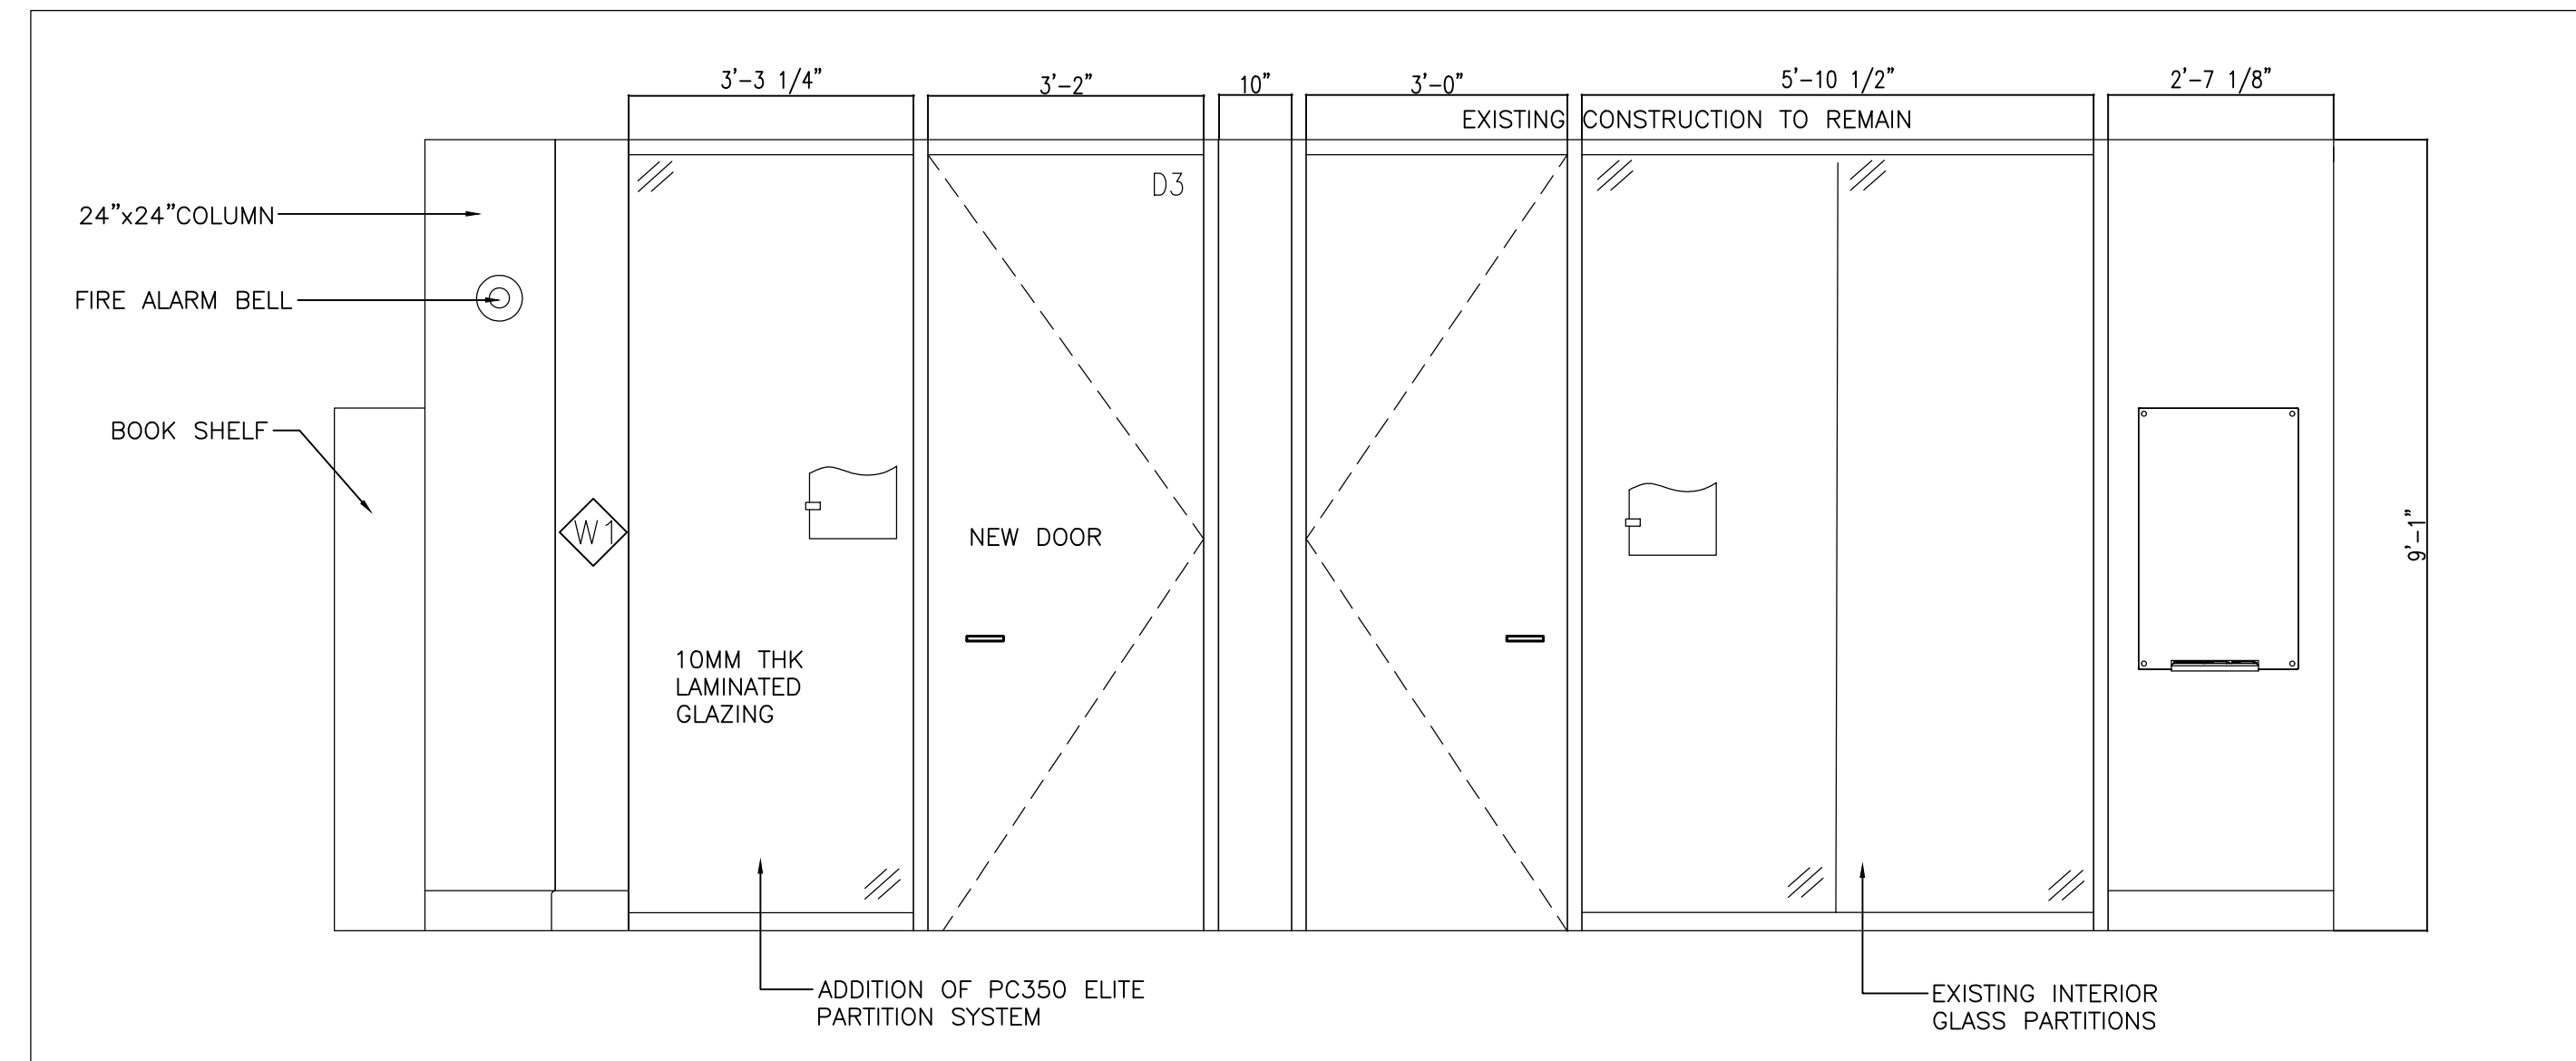 3'-3 1/4"
3'-2"
10"
3'-0"
5'-10 1/2"
2'-7 1/8"
EXISTING CONSTRUCTION TO REMAIN
D3
24"x24"COLUMN
FIRE ALARM BELL
BOOK SHELF
W1
NEW DOOR
9'-1"
10MM THK
LAMINATED
GLAZING
ADDITION OF PC350 ELITE
PARTITION SYSTEM
EXISTING INTERIOR
GLASS PARTITIONS